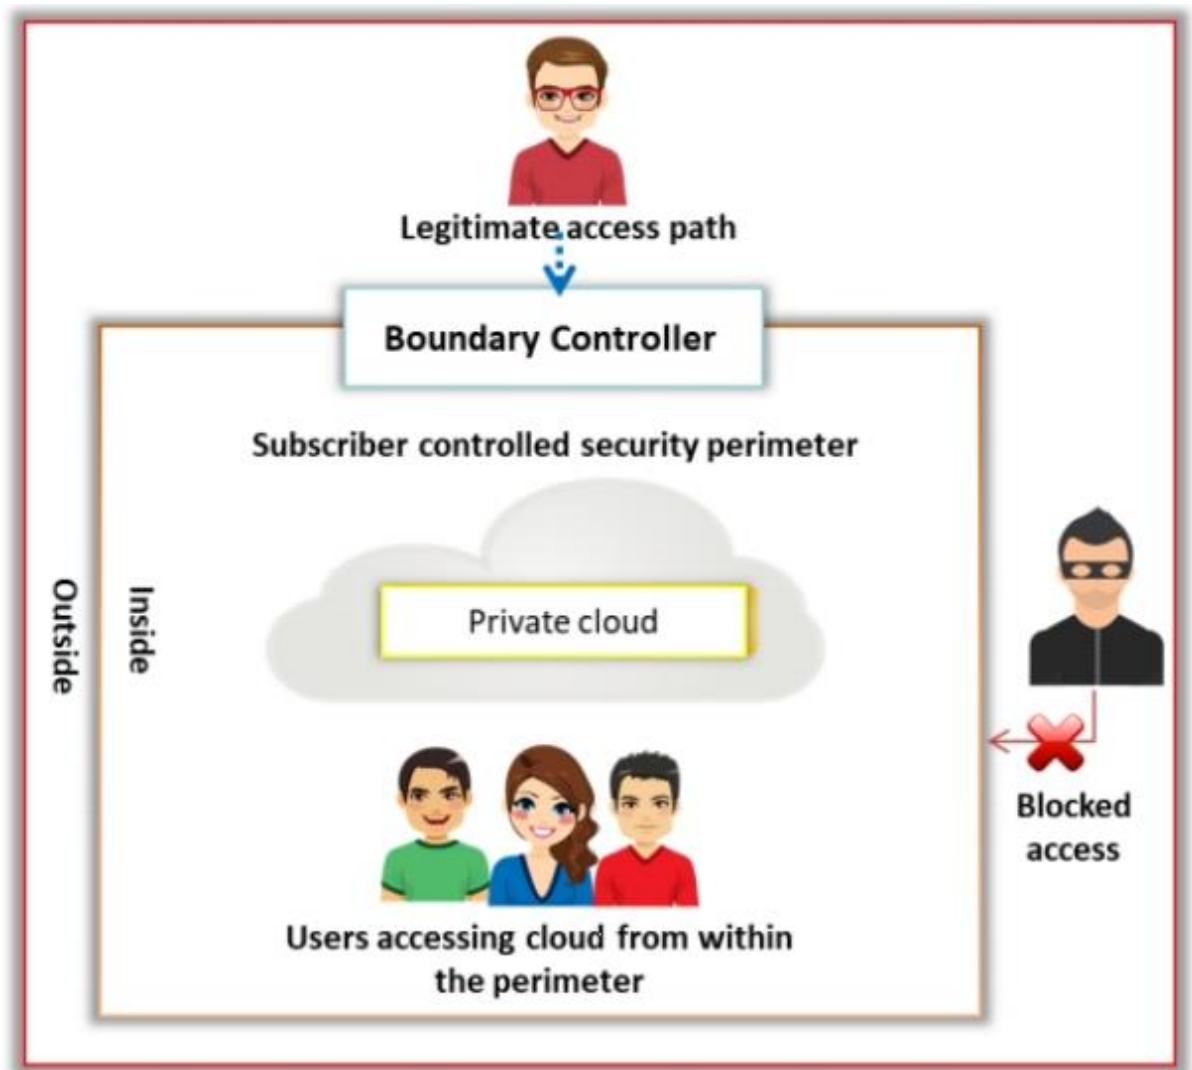 Legitimate access path
Boundary Controller
Subscriber controlled security perimeter
Outside
Inside
Private cloud
Blocked
access
Users accessing cloud from within
the perimeter